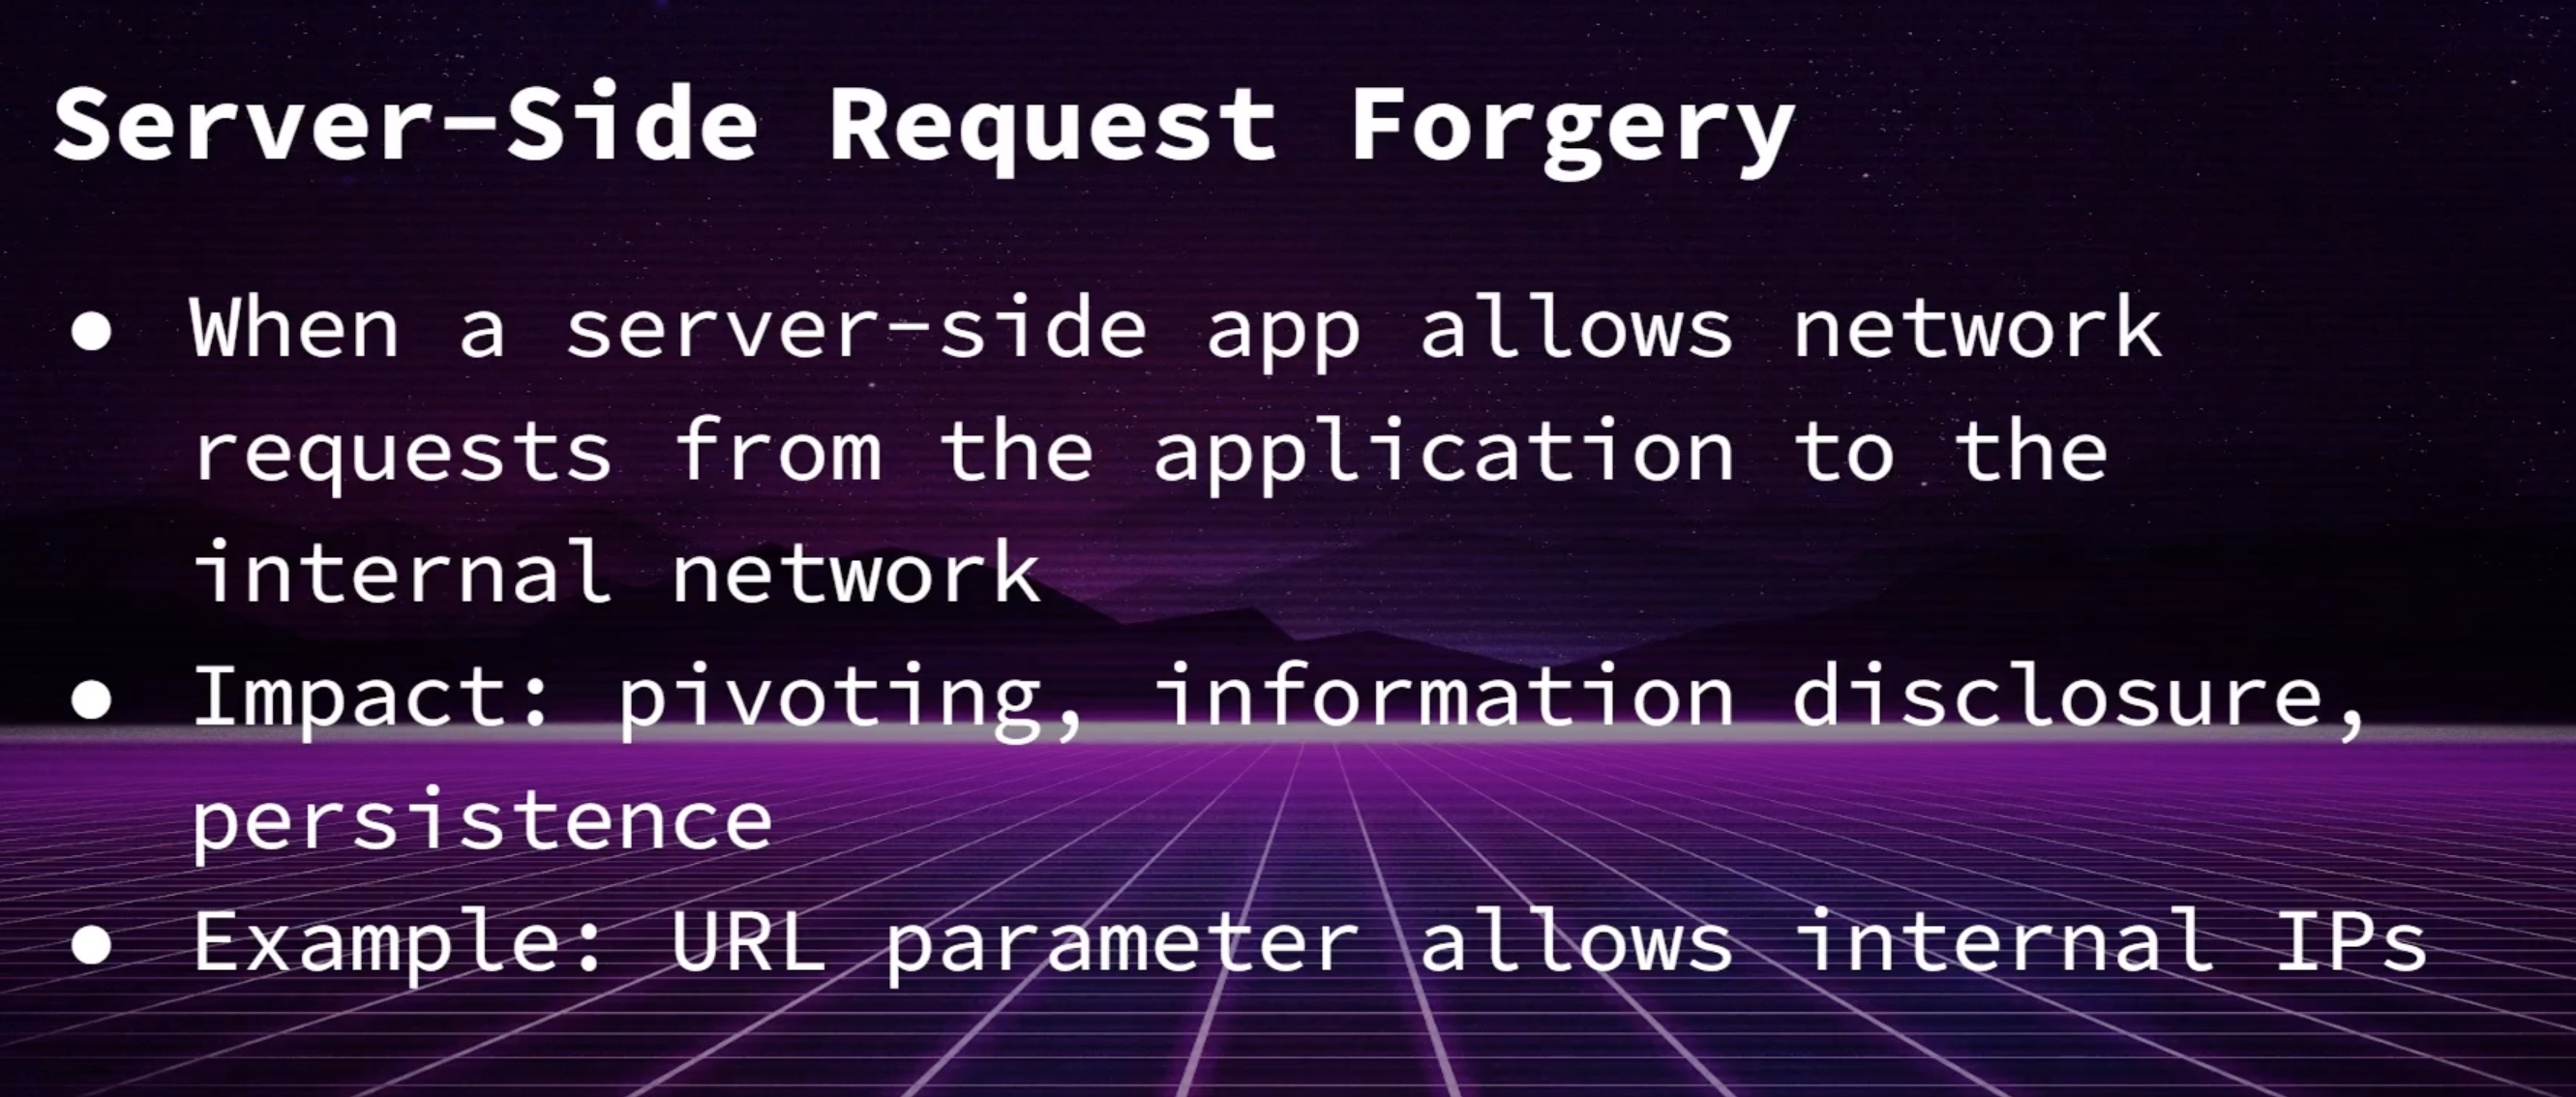 Server-Side Request Forgery
● When a server-side app allows network
requests from the application to the
internal network
● Impact: pivoting, information disclosure,
persistence
● Example: URL parameter allows internal IPs